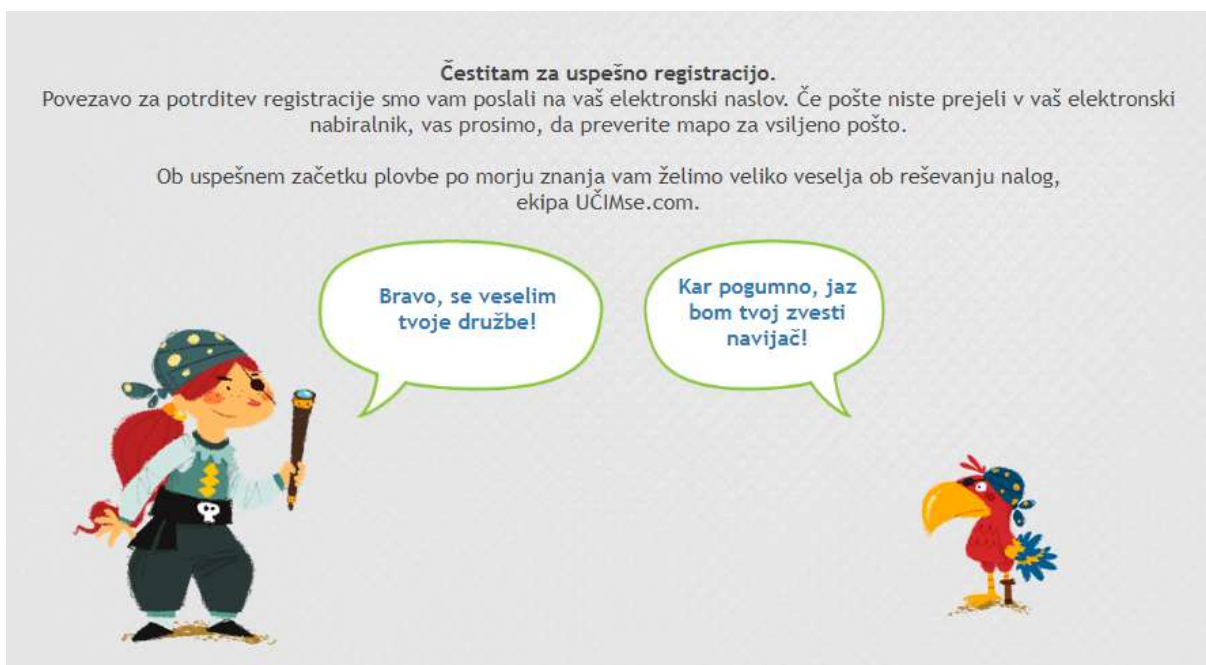 Čestitam za uspešno registracijo.
Povezavo za potrditev registracije smo vam poslali na vaš elektronski naslov. Če pošte niste prejeli v vaš elektronski
nabiralnik, vas prosimo, da preverite mapo za vsiljeno pošto.
Ob uspešnem začetku plovbe po morju znanja vam želimo veliko veselja ob reševanju nalog,
ekipa UČIMse.com.
Bravo, se veselim
tvoje družbe!
Kar pogumno, jaz
bom tvoj zvesti
navijač!